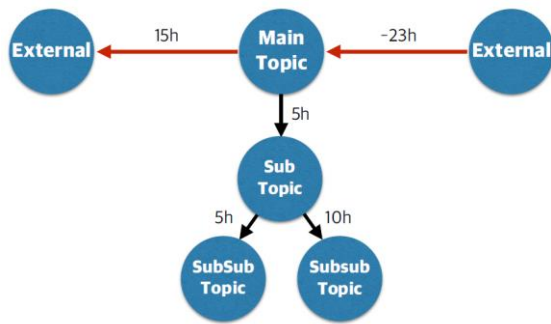 15h
-23h
External
Main
Topic
External
5h
Sub
Topic
5h
10h
SubSub
Topic
Subsub
Topic